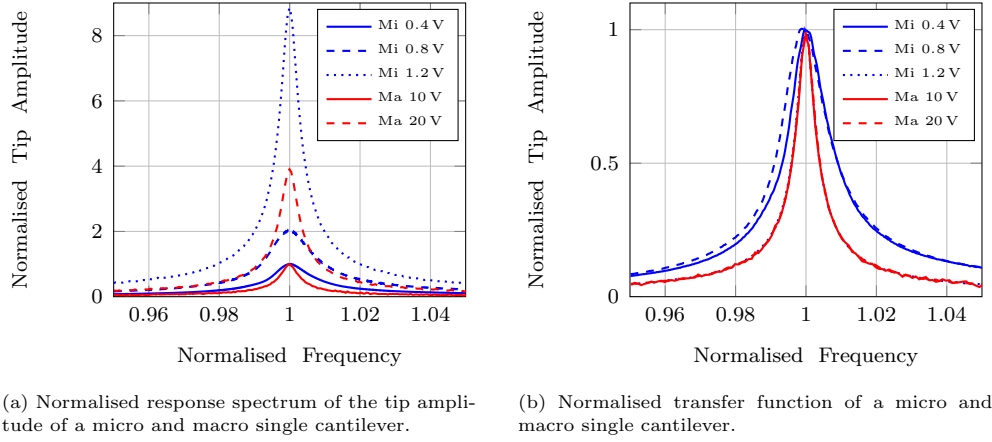 Normalised Tip Amplitude
8
6
4
2
0
0.96 0.98 1 1.02 1.04
Normalised Frequency
Mi 0.4 V
Mi 0.8 V
Mi 1.2 V
Ma 10 V
Ma 20 V
(a) Normalised response spectrum of the tip ampli-
tude of a micro and macro single cantilever.
Normalised Tip Amplitude
1
0.5
0
0.96 0.98 1 1.02 1.04
Normalised Frequency
Mi 0.4 V
Mi 0.8 V
Mi 1.2 V
Ma 10 V
Ma 20 V
(b) Normalised transfer function of a micro and
macro single cantilever.